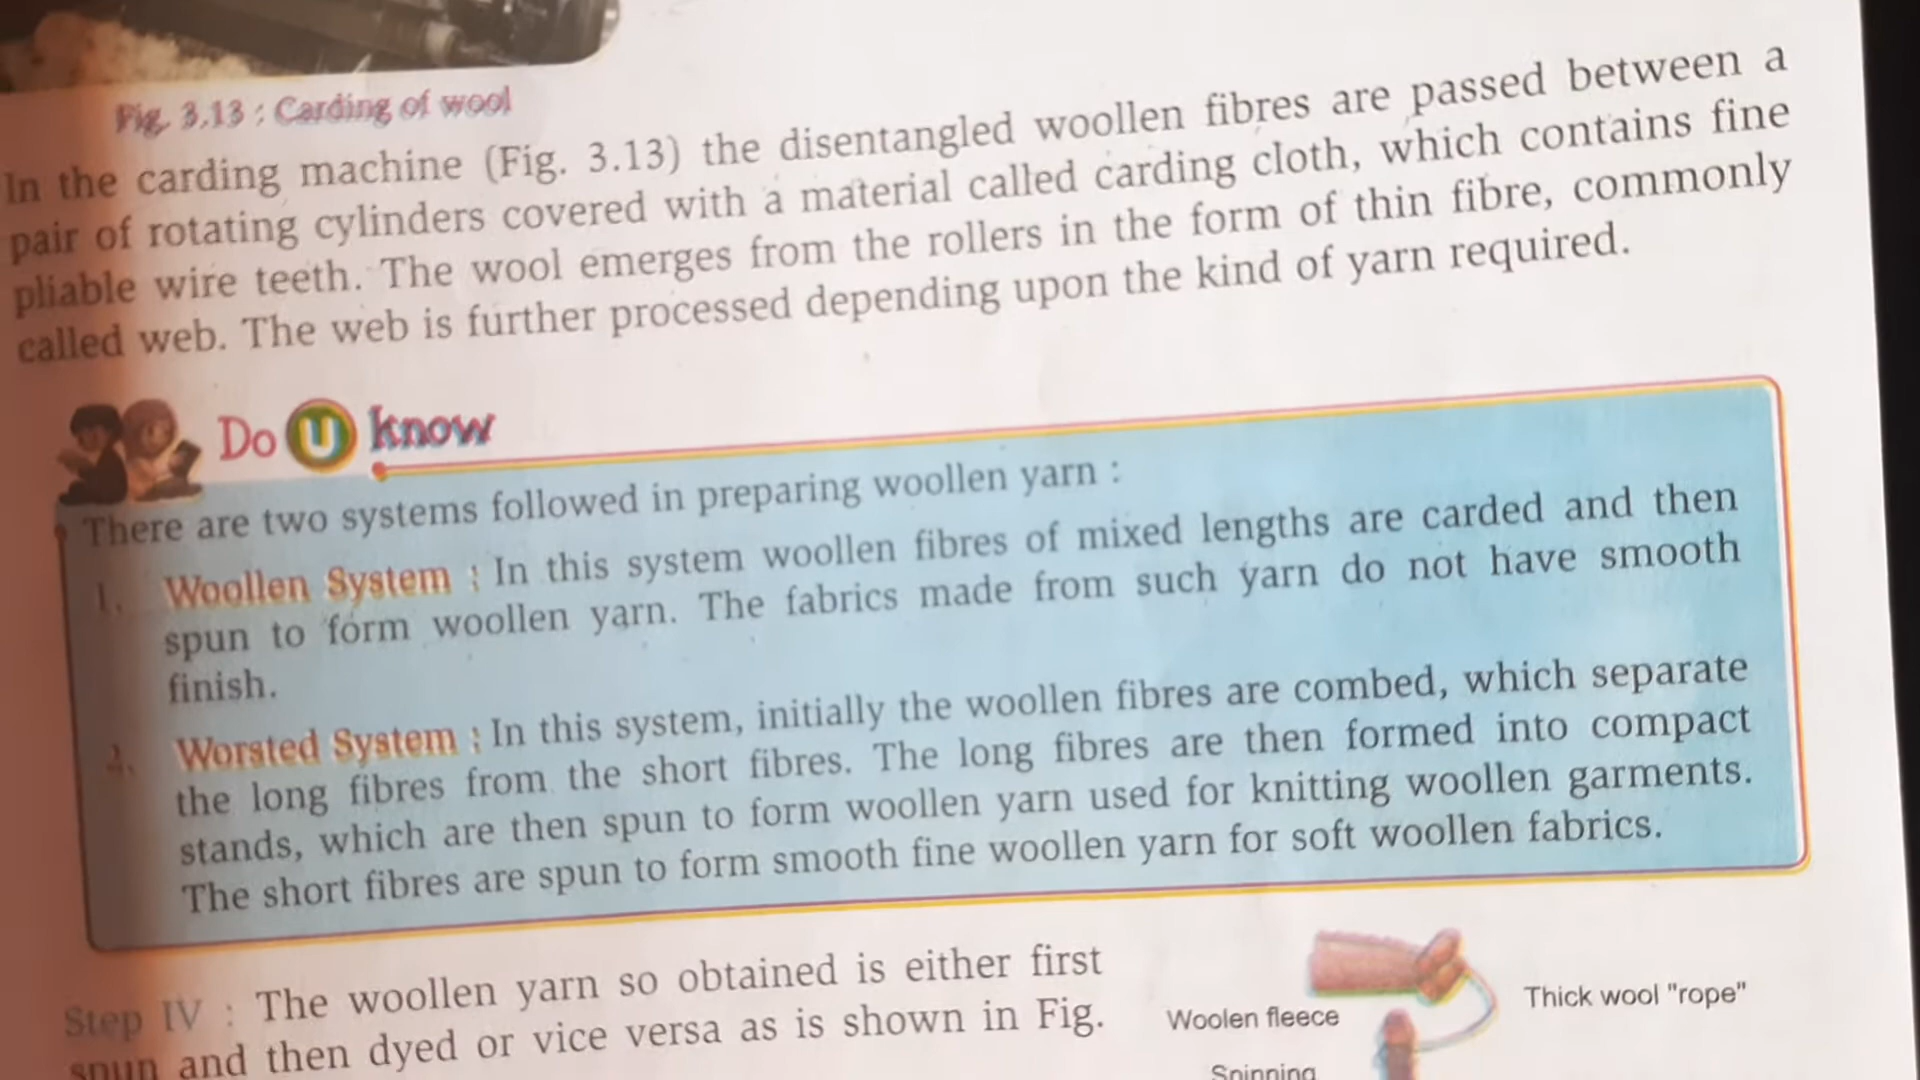 Fig. 3.13 : Carding of wool
In the carding machine (Fig. 3.13) the disentangled woollen fibres are passed between a
pair of rotating cylinders covered with a material called carding cloth, which contains fine
pliable wire teeth. The wool emerges from the rollers in the form of thin fibre, commonly
called web. The web is further processed depending upon the kind of yarn required.
Do U know
There are two systems followed in preparing woollen yarn :
1. Woollen System : In this system woollen fibres of mixed lengths are carded and then
spun to form woollen yarn. The fabrics made from such yarn do not have smooth
finish.
2. Worsted System : In this system, initially the woollen fibres are combed, which separate
the long fibres from the short fibres. The long fibres are then formed into compact
stands, which are then spun to form woollen yarn used for knitting woollen garments.
The short fibres are spun to form smooth fine woollen yarn for soft woollen fabrics.
Step IV : The woollen yarn so obtained is either first
spun and then dyed or vice versa as is shown in Fig.
Woolen fleece
Thick wool "rope"
Spinning